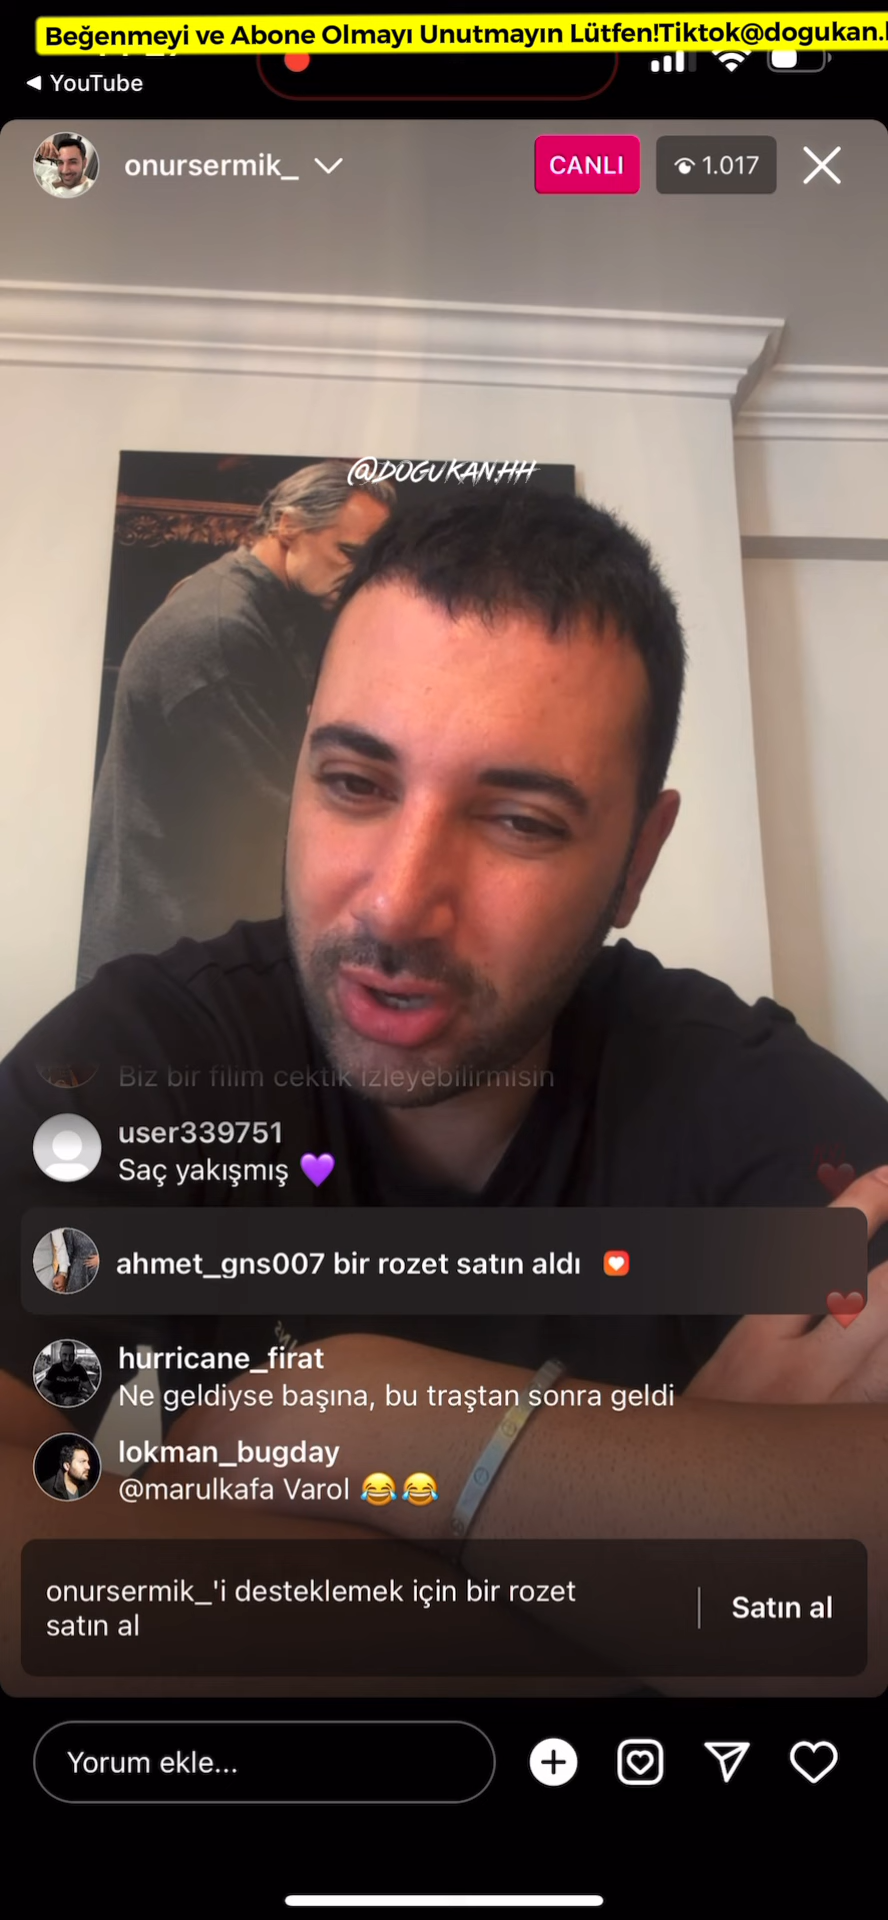 Beğenmeyi ve Abone Olmayı Unutmayın Lütfen!Tiktok@dogukan.
YouTube
onursermik_
CANLI
1.017
@DOGUKAN.HH
Biz bir filim cektik izleyebilirmisin
user339751
Saç yakışmış 💜
ahmet_gns007 bir rozet satın aldı
hurricane_firat
Ne geldiyse başına, bu traştan sonra geldi
lokman_bugday
@marulkafa Varol 😂😂
onursermik_'i desteklemek için bir rozet
satın al
Satın al
Yorum ekle...